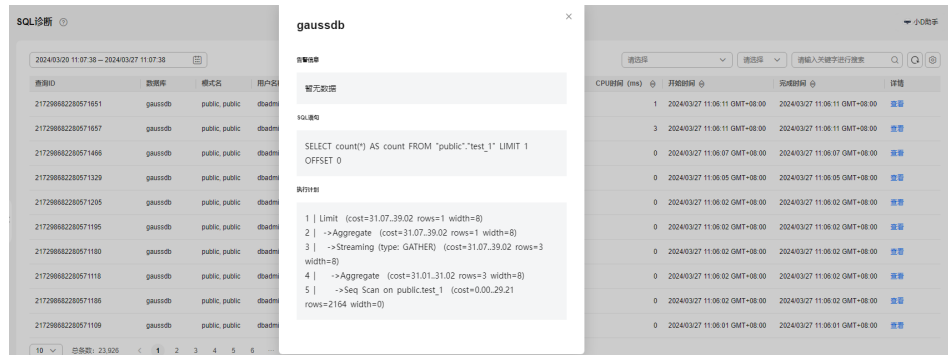 SQL诊断
小D助手
2024/03/20 11:07:38 -- 2024/03/27 11:07:38
请选择
请选择
请输入关键字进行搜索
查询ID 数据库 模式名 用户名
CPU时间 (ms) 开始时间 完成时间 详情
217298682280571651 gaussdb public, public dbadmi
1 2024/03/27 11:06:11 GMT+08:00 2024/03/27 11:06:11 GMT+08:00 查看
217298682280571657 gaussdb public, public dbadmi
3 2024/03/27 11:06:11 GMT+08:00 2024/03/27 11:06:11 GMT+08:00 查看
217298682280571466 gaussdb public, public dbadmi
0 2024/03/27 11:06:07 GMT+08:00 2024/03/27 11:06:07 GMT+08:00 查看
217298682280571329 gaussdb public, public dbadmi
0 2024/03/27 11:06:05 GMT+08:00 2024/03/27 11:06:05 GMT+08:00 查看
217298682280571205 gaussdb public, public dbadmi
0 2024/03/27 11:06:02 GMT+08:00 2024/03/27 11:06:02 GMT+08:00 查看
217298682280571195 gaussdb public, public dbadmi
0 2024/03/27 11:06:02 GMT+08:00 2024/03/27 11:06:02 GMT+08:00 查看
217298682280571180 gaussdb public, public dbadmi
0 2024/03/27 11:06:02 GMT+08:00 2024/03/27 11:06:02 GMT+08:00 查看
217298682280571118 gaussdb public, public dbadmi
0 2024/03/27 11:06:02 GMT+08:00 2024/03/27 11:06:02 GMT+08:00 查看
217298682280571186 gaussdb public, public dbadmi
0 2024/03/27 11:06:02 GMT+08:00 2024/03/27 11:06:02 GMT+08:00 查看
217298682280571109 gaussdb public, public dbadmi
0 2024/03/27 11:06:01 GMT+08:00 2024/03/27 11:06:01 GMT+08:00 查看
10 总条数: 23,926 < 1 2 3 4 5 6 ...
gaussdb
告警信息
暂无数据
SQL语句
SELECT count(*) AS count FROM "public"."test_1" LIMIT 1
OFFSET 0
执行计划
1 | Limit (cost=31.07..39.02 rows=1 width=8)
2 | ->Aggregate (cost=31.07..39.02 rows=1 width=8)
3 | ->Streaming (type: GATHER) (cost=31.07..39.02 rows=3
width=8)
4 | ->Aggregate (cost=31.01..31.02 rows=3 width=8)
5 | ->Seq Scan on public.test_1 (cost=0.00..29.21
rows=2164 width=0)